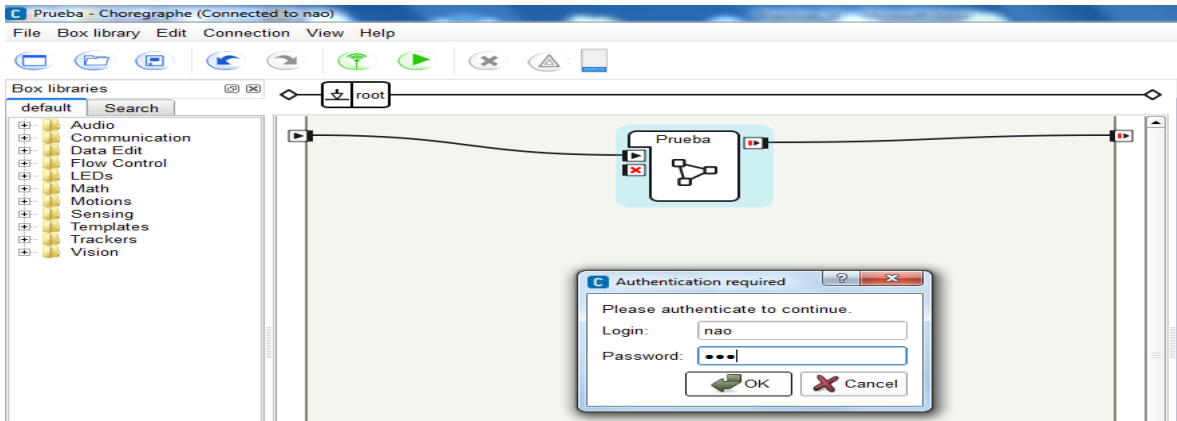 Prueba - Choregraphe (Connected to nao)
File Box library Edit Connection View Help
Box libraries
root
default Search
Audio
Communication
Data Edit
Flow Control
LEDs
Math
Motions
Sensing
Templates
Trackers
Vision
Prueba
Authentication required
Please authenticate to continue.
Login: nao
Password: ●●●
OK Cancel